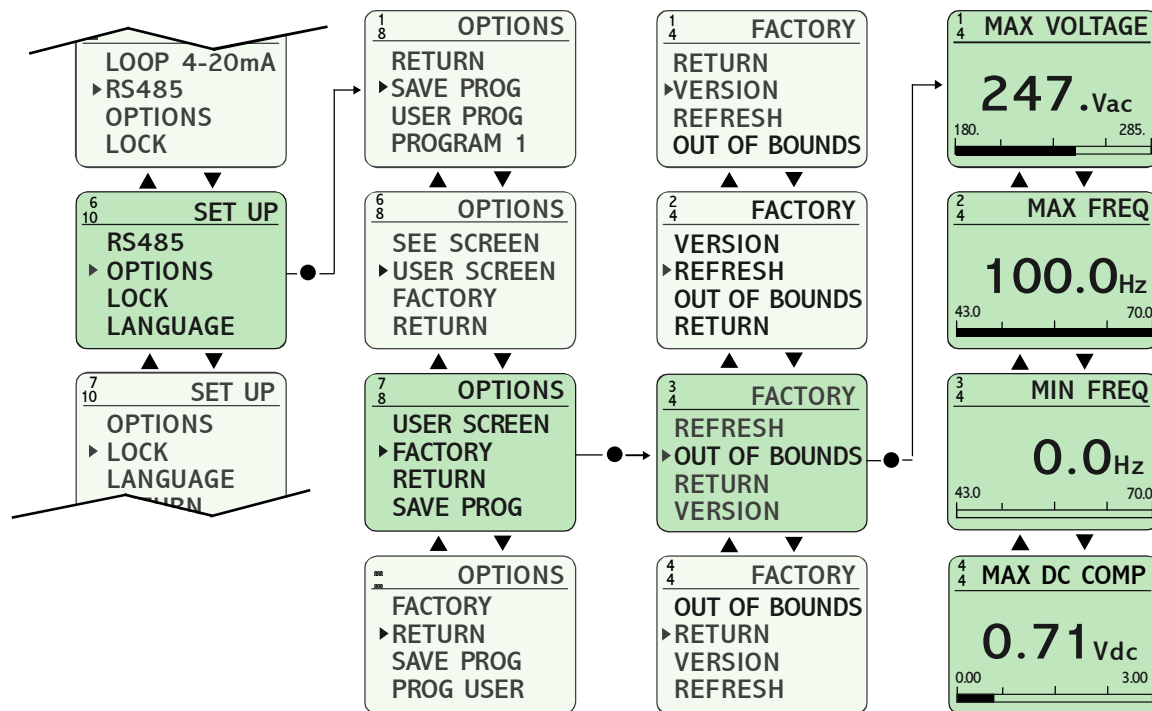 LOOP 4-20mA
RS485
OPTIONS
LOCK
6
10
SET UP
RS485
OPTIONS
LOCK
LANGUAGE
7
10
SET UP
OPTIONS
LOCK
LANGUAGE
1
8
OPTIONS
RETURN
SAVE PROG
USER PROG
PROGRAM 1
6
8
OPTIONS
SEE SCREEN
USER SCREEN
FACTORY
RETURN
7
8
OPTIONS
USER SCREEN
FACTORY
RETURN
SAVE PROG
OPTIONS
FACTORY
RETURN
SAVE PROG
PROG USER
1
4
FACTORY
RETURN
VERSION
REFRESH
OUT OF BOUNDS
2
4
FACTORY
VERSION
REFRESH
OUT OF BOUNDS
RETURN
3
4
FACTORY
REFRESH
OUT OF BOUNDS
RETURN
VERSION
4
4
FACTORY
OUT OF BOUNDS
RETURN
VERSION
REFRESH
1
4
MAX VOLTAGE
247.Vac
180. 285.
2
4
MAX FREQ
100.0Hz
43.0 70.0
3
4
MIN FREQ
0.0Hz
43.0 70.0
4
4
MAX DC COMP
0.71Vdc
0.00 3.00